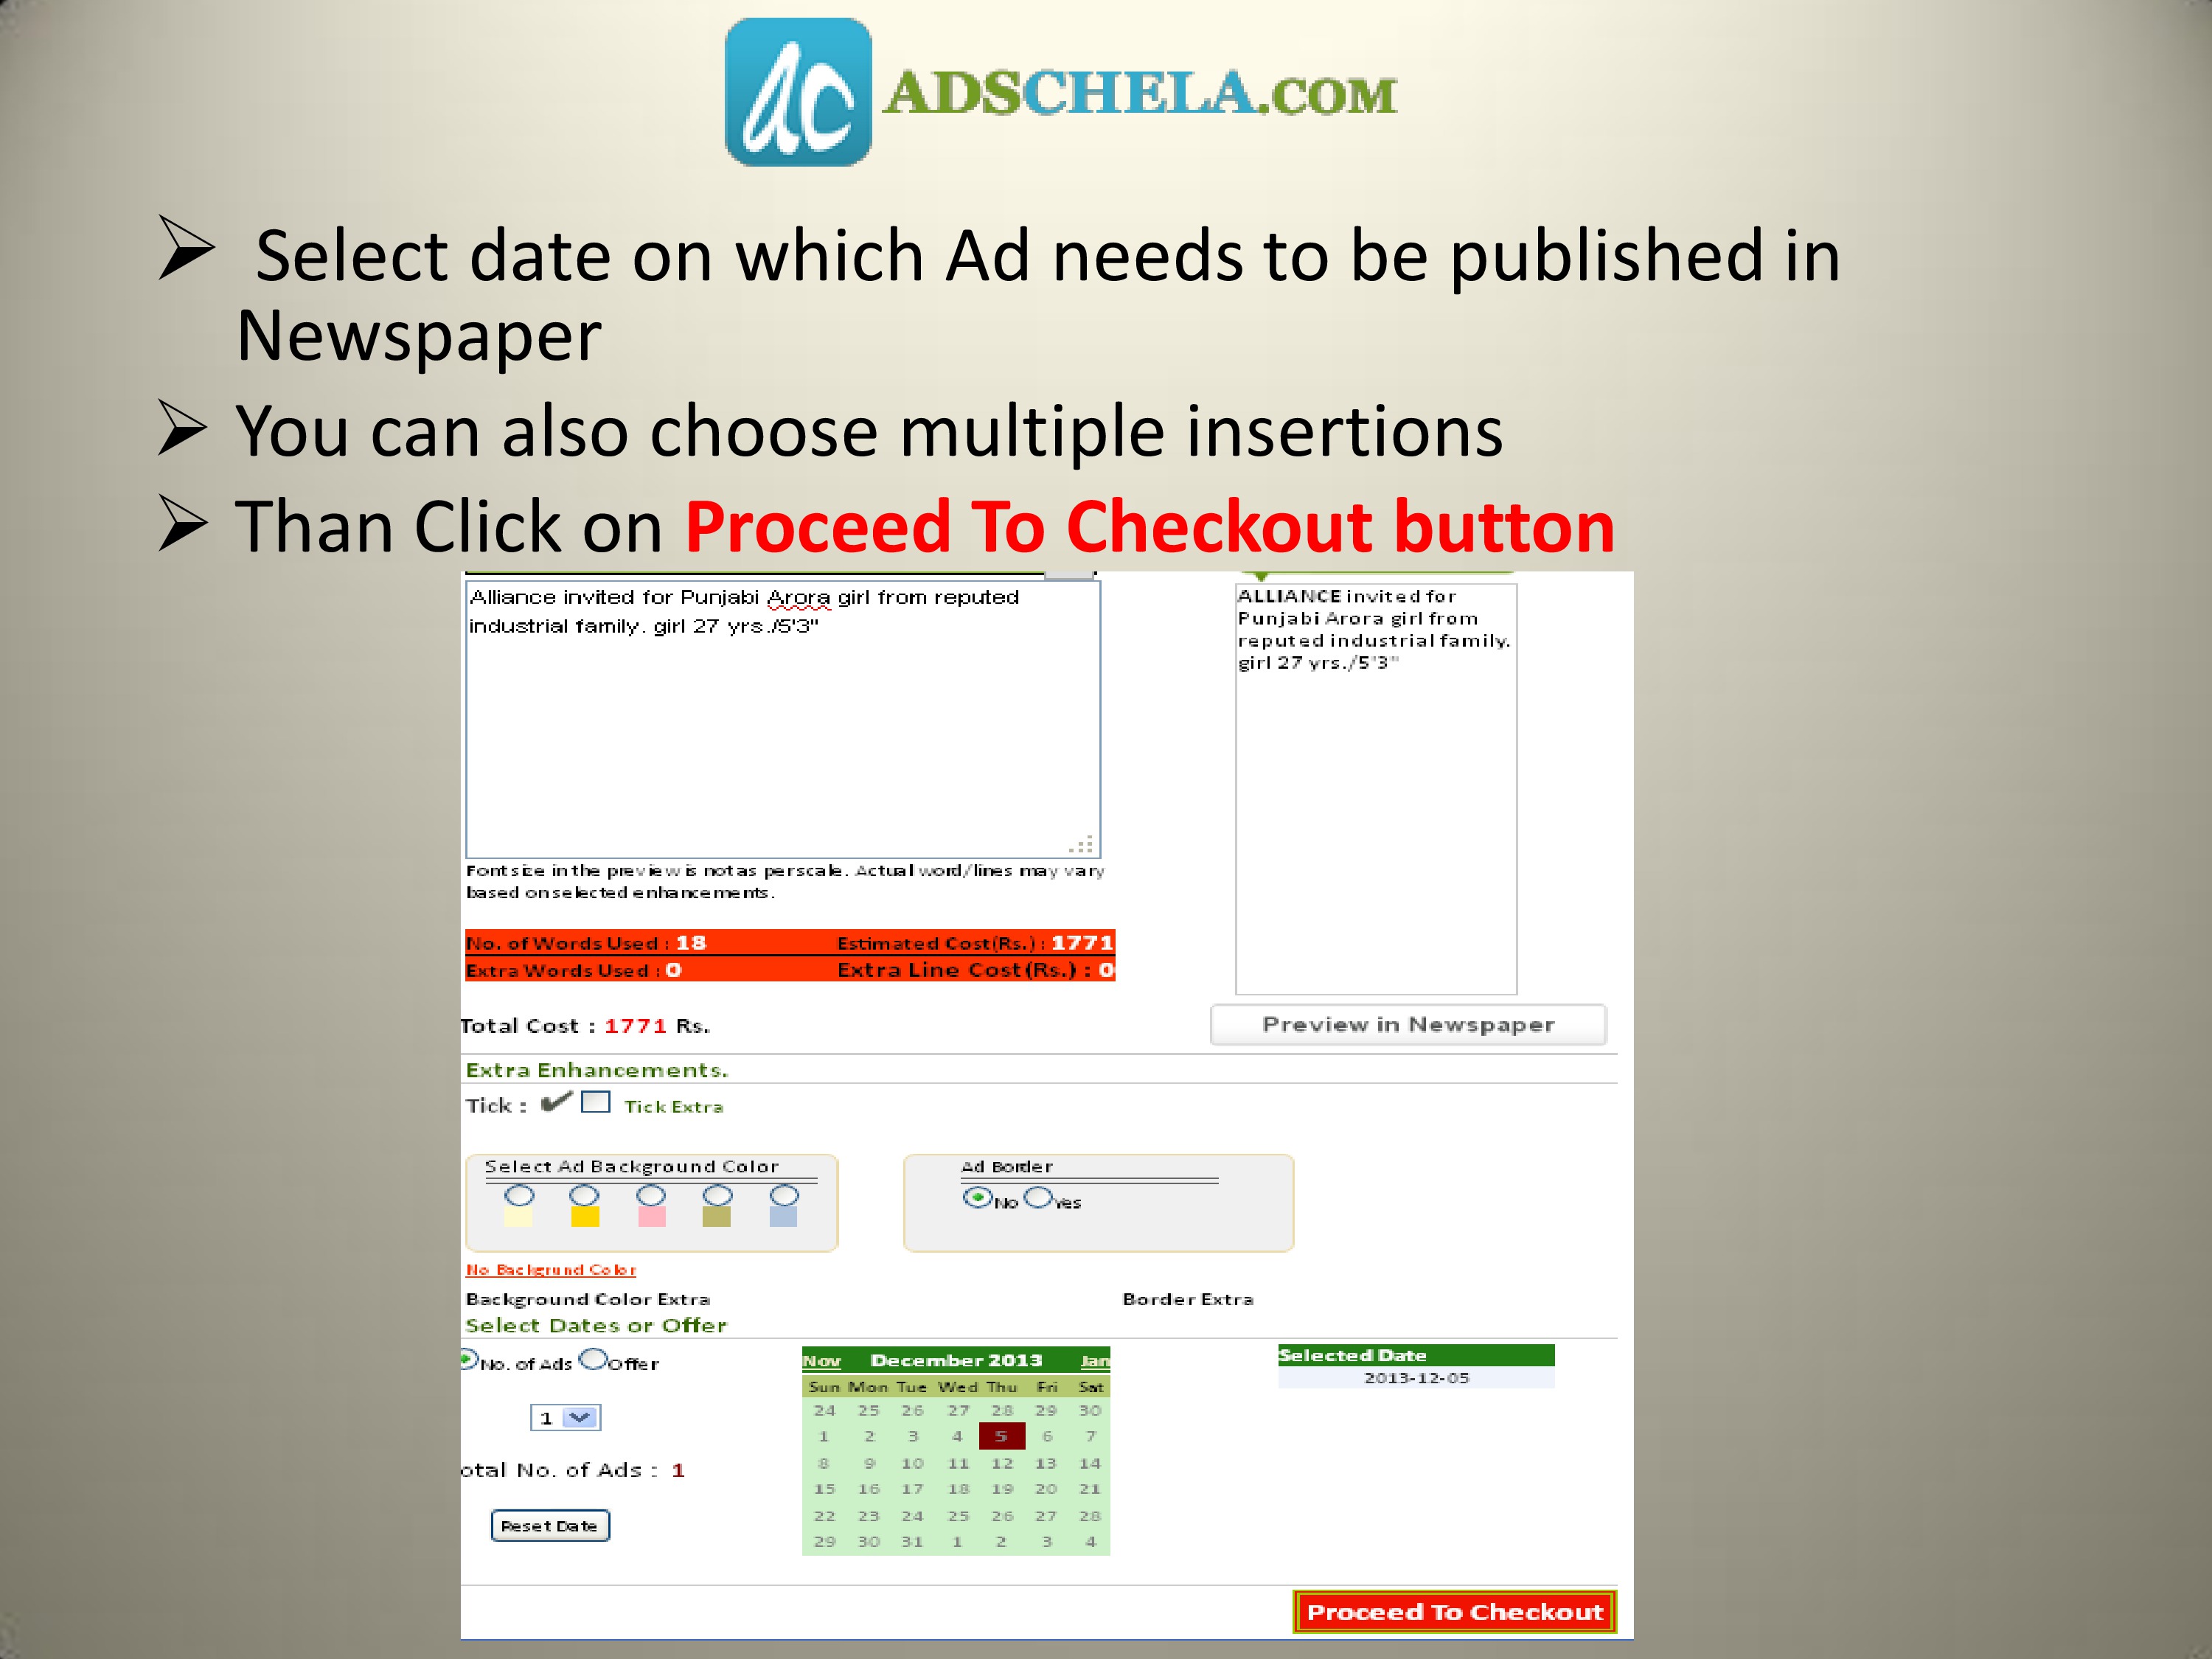 ac ADSCHELA.COM
Select date on which Ad needs to be published in
Newspaper
You can also choose multiple insertions
Than Click on Proceed To Checkout button
Alliance invited for Punjabi Arora girl from reputed
industrial family. girl 27 yrs./5'3"
ALLIANCE invited for
Punjabi Arora girl from
reputed industrial family.
girl 27 yrs./5'3"
Font size in the preview is not as per scale. Actual word/lines may vary
based on selected enhancements.
No. of Words Used : 18 Estimated Cost(Rs.) : 1771
Extra Words Used : 0 Extra Line Cost(Rs.) : 0
Total Cost : 1771 Rs.
Preview in Newspaper
Extra Enhancements.
Tick : Tick Extra
Select Ad Background Color
Ad Border
No Yes
No Backgrund Color
Background Color Extra Border Extra
Select Dates or Offer
No. of Ads Offer
1
otal No. of Ads : 1
Reset Date
Nov December 2013 Jan
Sun Mon Tue Wed Thu Fri Sat
24 25 26 27 28 29 30
1 2 3 4 5 6 7
8 9 10 11 12 13 14
15 16 17 18 19 20 21
22 23 24 25 26 27 28
29 30 31 1 2 3 4
Selected Date
2013-12-05
Proceed To Checkout